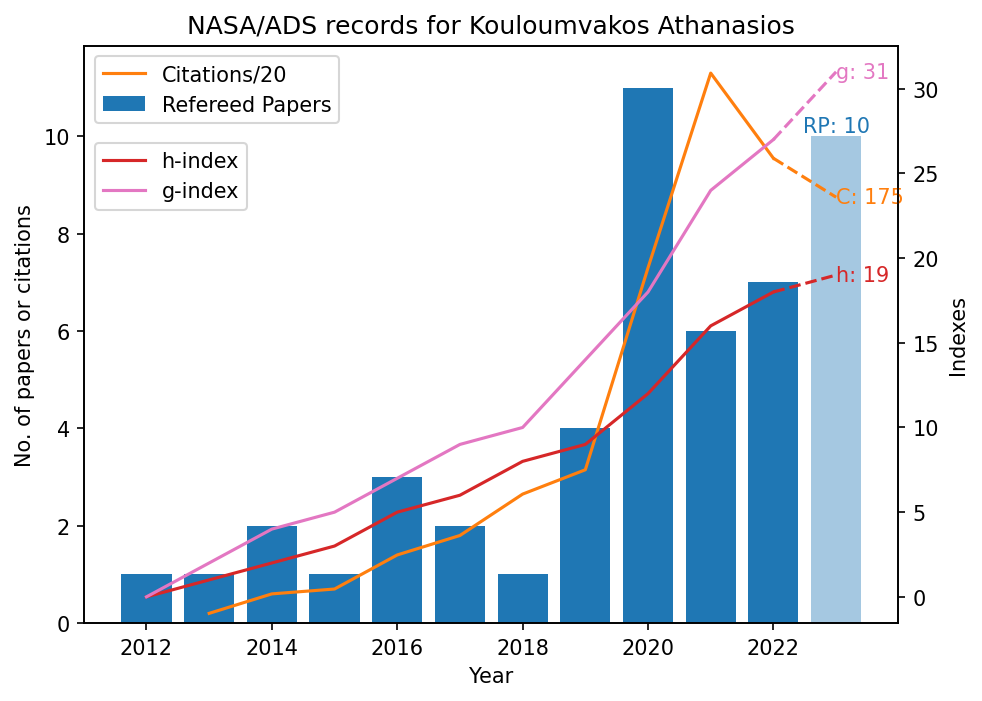 NASA/ADS records for Kouloumvakos Athanasios
Citations/20
Refereed Papers
h-index
g-index
g: 31
RP: 10
C: 175
h: 19
No. of papers or citations
0
2
4
6
8
10
Indexes
0
5
10
15
20
25
30
2012
2014
2016
2018
2020
2022
Year